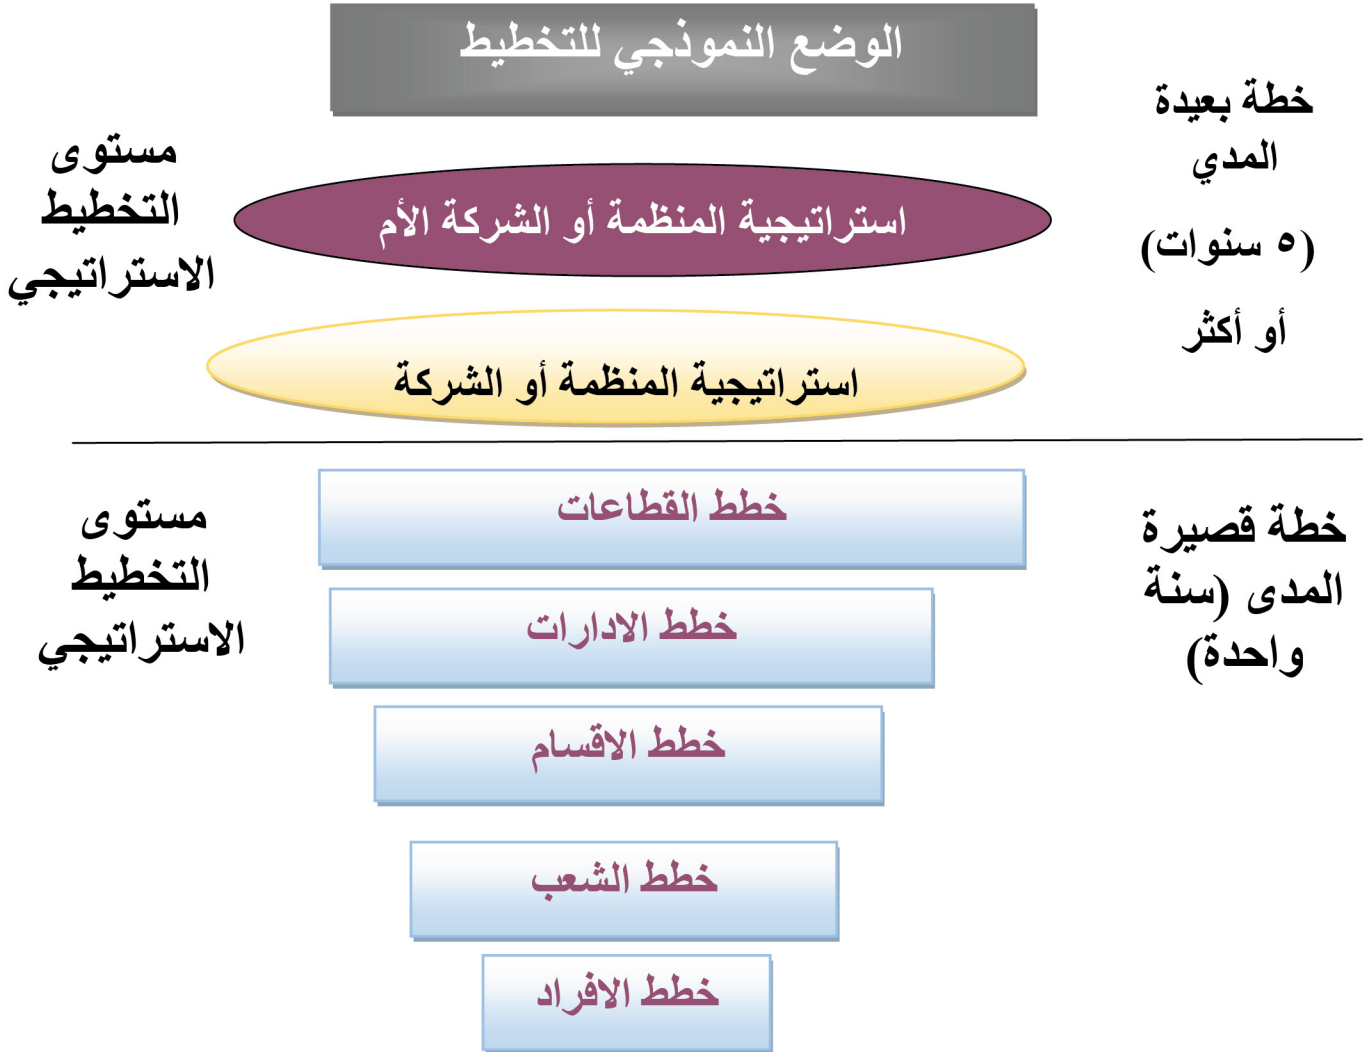 الوضع النموذجي للتخطيط
خطة بعيدة
المدي
(٥ سنوات)
أو أكثر
استراتيجية المنظمة أو الشركة الأم
استراتيجية المنظمة أو الشركة
مستوى
التخطيط
الاستراتيجي
خطة قصيرة
المدى (سنة
واحدة)
خطط القطاعات
خطط الادارات
خطط الاقسام
خطط الشعب
خطط الافراد
مستوى
التخطيط
الاستراتيجي